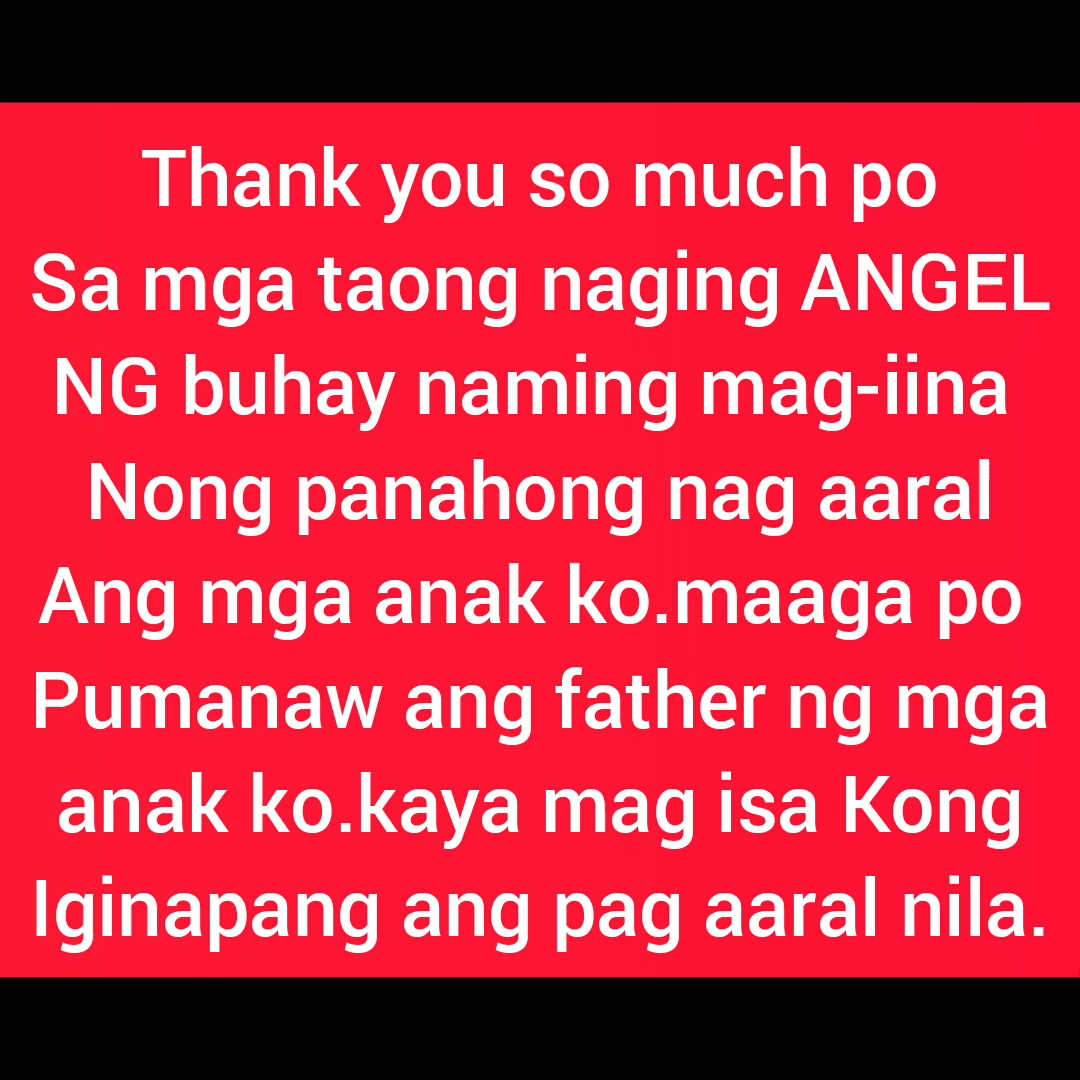 Thank you so much po
Sa mga taong naging ANGEL
NG buhay naming mag-iina
Nong panahong nag aaral
Ang mga anak ko.maaga po
Pumanaw ang father ng mga
anak ko.kaya mag isa Kong
Iginapang ang pag aaral nila.